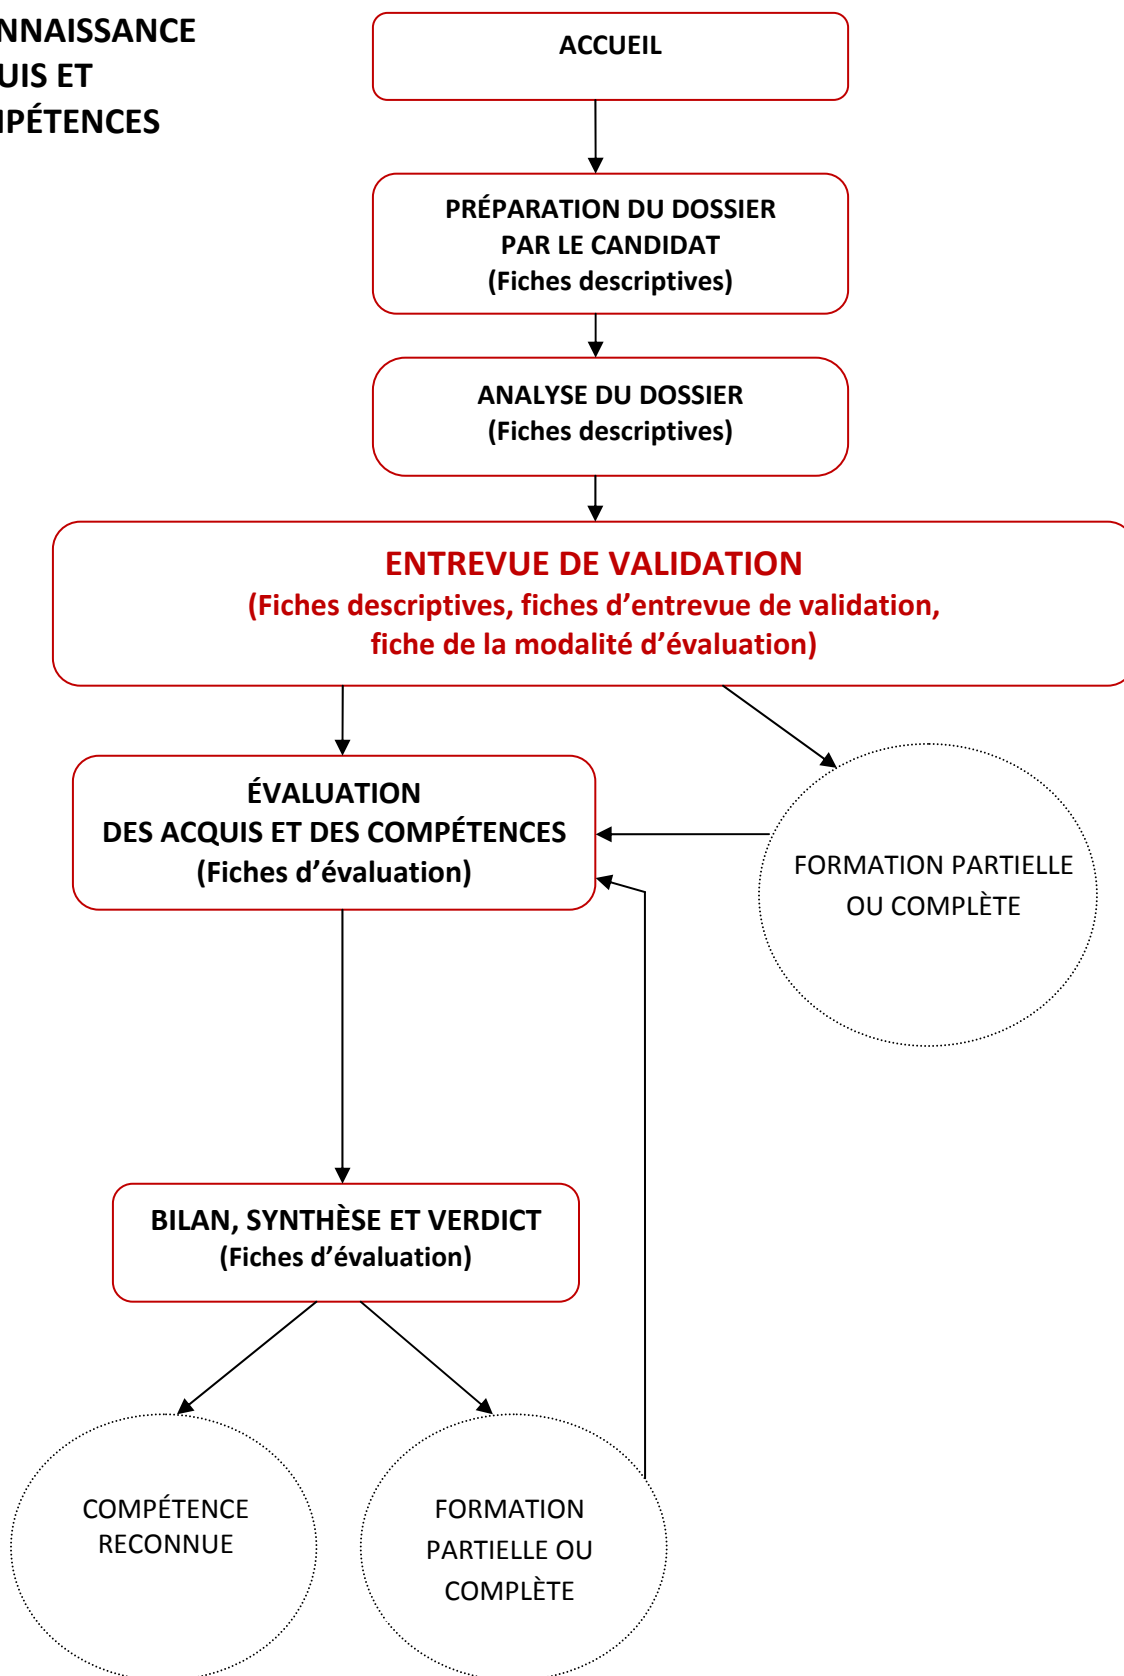 NNAISSANCE
UIS ET
MPÉTENCES
ACCUEIL
PRÉPARATION DU DOSSIER
PAR LE CANDIDAT
(Fiches descriptives)
ANALYSE DU DOSSIER
(Fiches descriptives)
ENTREVUE DE VALIDATION
(Fiches descriptives, fiches d’entrevue de validation,
fiche de la modalité d’évaluation)
ÉVALUATION
DES ACQUIS ET DES COMPÉTENCES
(Fiches d’évaluation)
FORMATION PARTIELLE
OU COMPLÈTE
BILAN, SYNTHÈSE ET VERDICT
(Fiches d’évaluation)
COMPÉTENCE
RECONNUE
FORMATION
PARTIELLE OU
COMPLÈTE